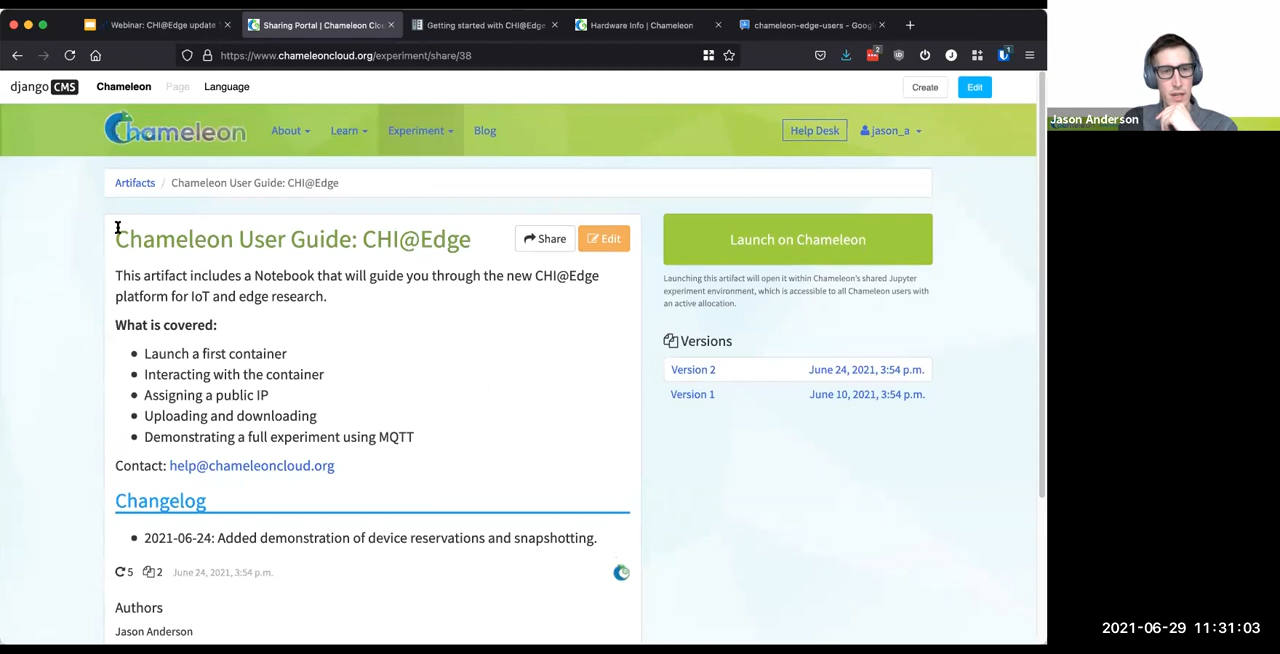 Webinar: CHI@Edge update
Sharing Portal | Chameleon Clou
Getting started with CHI@Edge
Hardware Info | Chameleon
chameleon-edge-users - Googl
https://www.chameleoncloud.org/experiment/share/38
2
1
django CMS
Chameleon
Page
Language
Create
Edit
Chameleon
About
Learn
Experiment
Blog
Help Desk
jason_a
Artifacts / Chameleon User Guide: CHI@Edge
Chameleon User Guide: CHI@Edge
Share
Edit
This artifact includes a Notebook that will guide you through the new CHI@Edge
platform for IoT and edge research.
What is covered:
Launch a first container
Interacting with the container
Assigning a public IP
Uploading and downloading
Demonstrating a full experiment using MQTT
Contact: help@chameleoncloud.org
Changelog
2021-06-24: Added demonstration of device reservations and snapshotting.
5 2 June 24, 2021, 3:54 p.m.
Authors
Jason Anderson
Launch on Chameleon
Launching this artifact will open it within Chameleon's shared Jupyter
experiment environment, which is accessible to all Chameleon users with
an active allocation.
Versions
Version 2 June 24, 2021, 3:54 p.m.
Version 1 June 10, 2021, 3:54 p.m.
Jason Anderson
2021-06-29 11:31:03